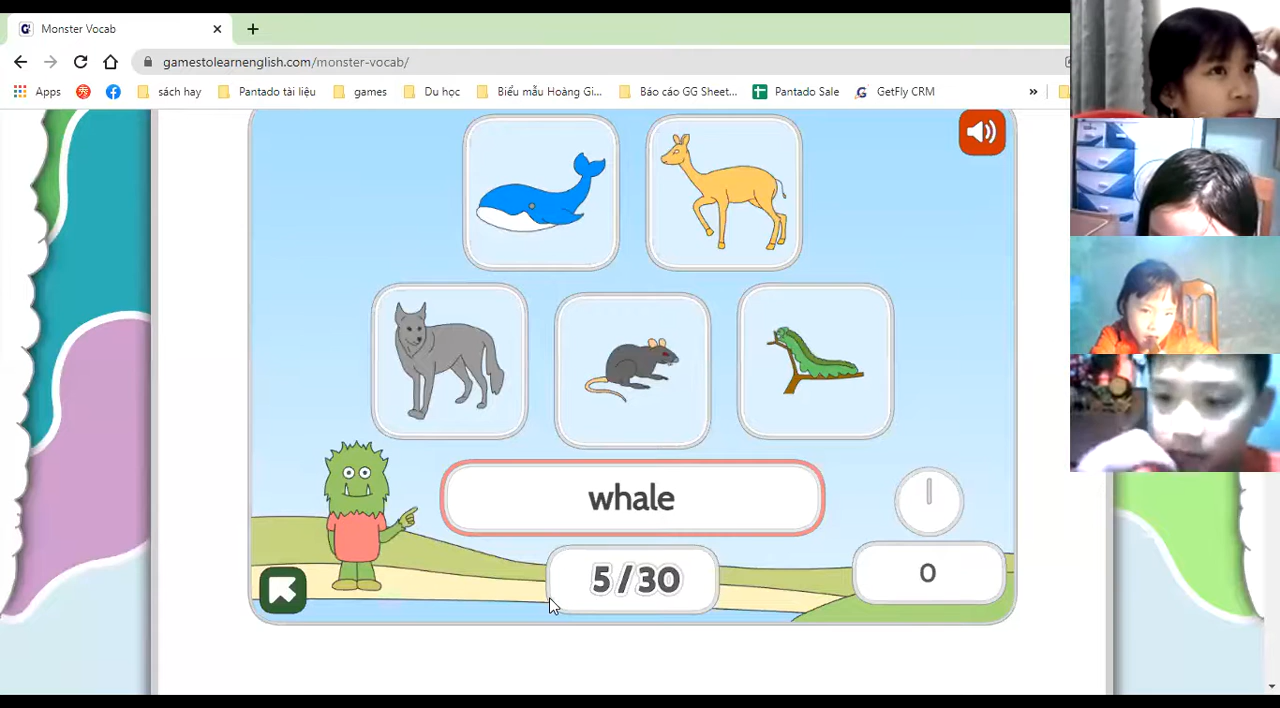 Monster Vocab
gamestolearnenglish.com/monster-vocab/
Apps
sách hay
Pantado tài liệu
games
Du học
Biểu mẫu Hoàng Gi...
Báo cáo GG Sheet...
Pantado Sale
GetFly CRM
»
whale
5/30
0